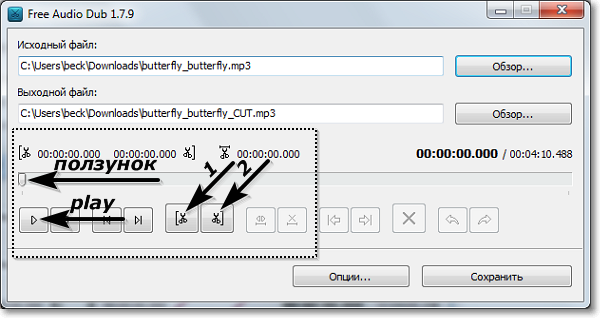 Free Audio Dub 1.7.9
Исходный файл:
C:\Users\beck\Downloads\butterfly_butterfly.mp3
Обзор...
Выходной файл:
C:\Users\beck\Downloads\butterfly_butterfly_CUT.mp3
Обзор...
00:00:00.000 00:00:00.000 00:00:00.000 00:00:00.000 / 00:04:10.488
ползунок 1 2
play
Опции... Сохранить